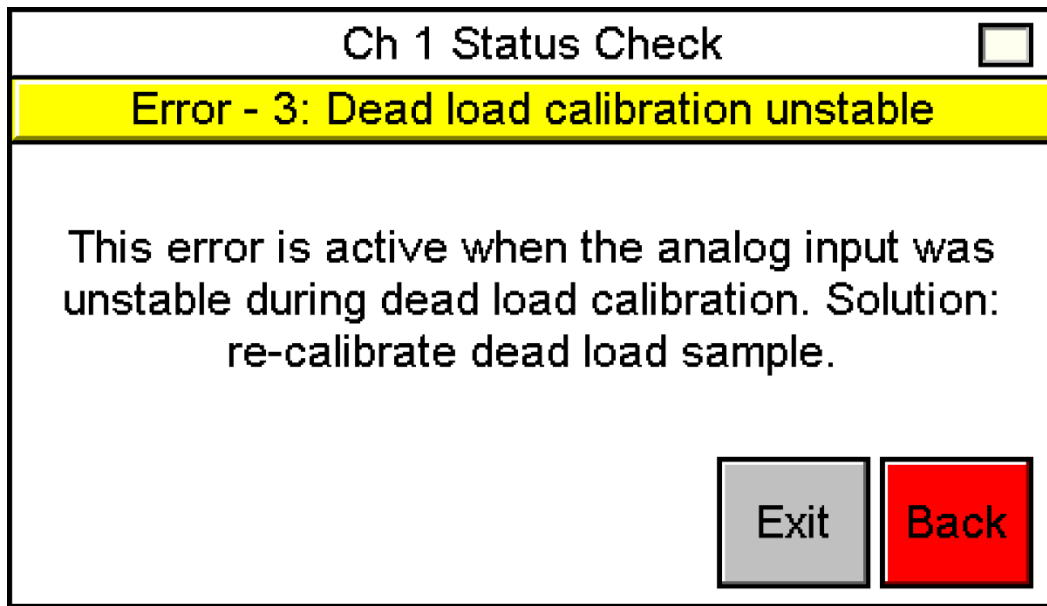 Ch 1 Status Check
Error - 3: Dead load calibration unstable
This error is active when the analog input was
unstable during dead load calibration. Solution:
re-calibrate dead load sample.
Exit
Back